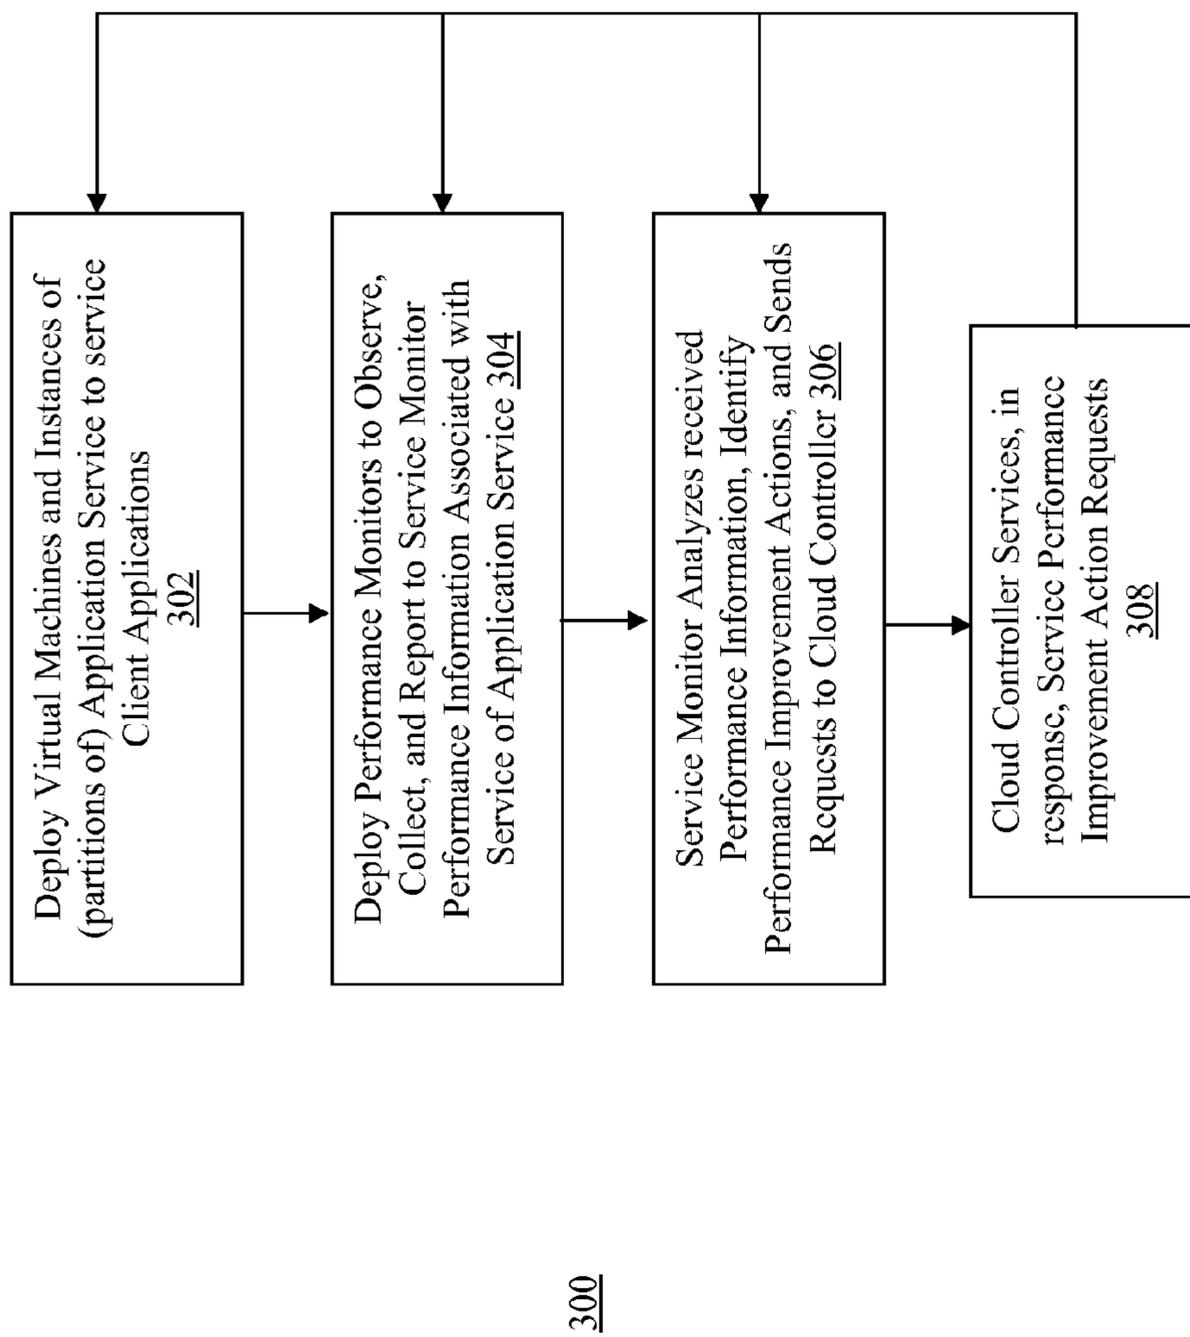 Deploy Virtual Machines and Instances of
(partitions of) Application Service to service
Client Applications
302
Deploy Performance Monitors to Observe,
Collect, and Report to Service Monitor
Performance Information Associated with
Service of Application Service 304
Service Monitor Analyzes received
Performance Information, Identify
Performance Improvement Actions, and Sends
Requests to Cloud Controller 306
Cloud Controller Services, in
response, Service Performance
Improvement Action Requests
308
300